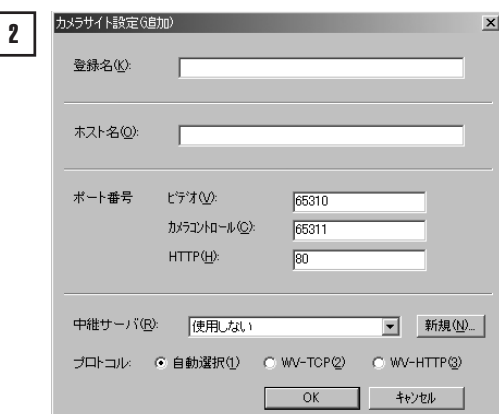 2
カメラサイト設定(追加)
登録名(K):
ホスト名(O):
ポート番号 ビデオ(V): 65310
カメラコントロール(C): 65311
HTTP(H): 80
中継サーバ(R): 使用しない 新規(N)...
プロトコル: 自動選択(1) WV-TCP(2) WV-HTTP(3)
OK キャンセル